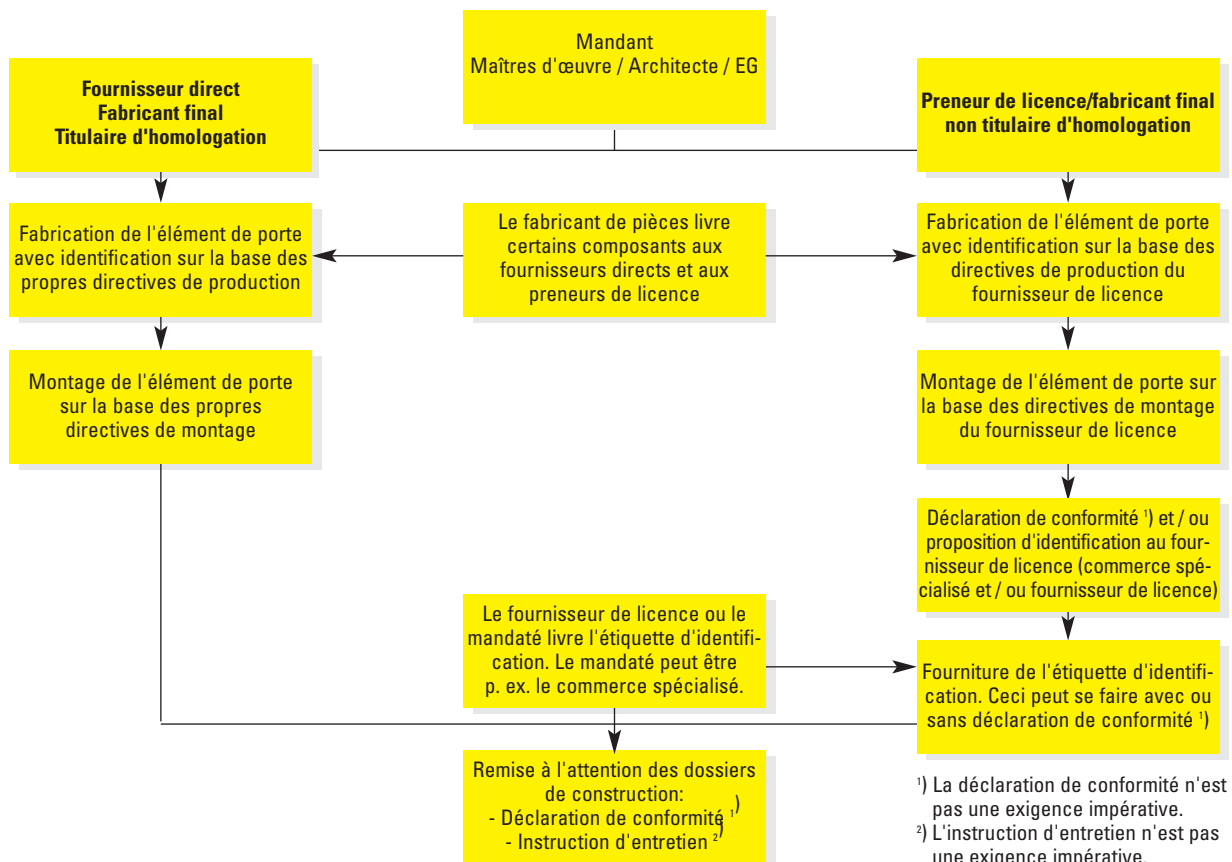 Mandant
Maîtres d'œuvre / Architecte / EG
Fournisseur direct
Fabricant final
Titulaire d'homologation
Preneur de licence/fabricant final
non titulaire d'homologation
Fabrication de l'élément de porte
avec identification sur la base des
propres directives de production
Le fabricant de pièces livre
certains composants aux
fournisseurs directs et aux
preneurs de licence
Fabrication de l'élément de porte
avec identification sur la base des
directives de production du
fournisseur de licence
Montage de l'élément de porte
sur la base des propres
directives de montage
Montage de l'élément de porte sur
la base des directives de montage
du fournisseur de licence
Déclaration de conformité ¹) et / ou
proposition d'identification au four-
nisseur de licence (commerce spé-
cialisé et / ou fournisseur de licence)
Le fournisseur de licence ou le
mandaté livre l'étiquette d'identifi-
cation. Le mandaté peut être
p. ex. le commerce spécialisé.
Fourniture de l'étiquette d'identifi-
cation. Ceci peut se faire avec ou
sans déclaration de conformité ¹)
Remise à l'attention des dossiers
de construction:
- Déclaration de conformité ¹)
- Instruction d'entretien ²)
¹) La déclaration de conformité n'est
pas une exigence impérative.
²) L'instruction d'entretien n'est pas
une exigence impérative.